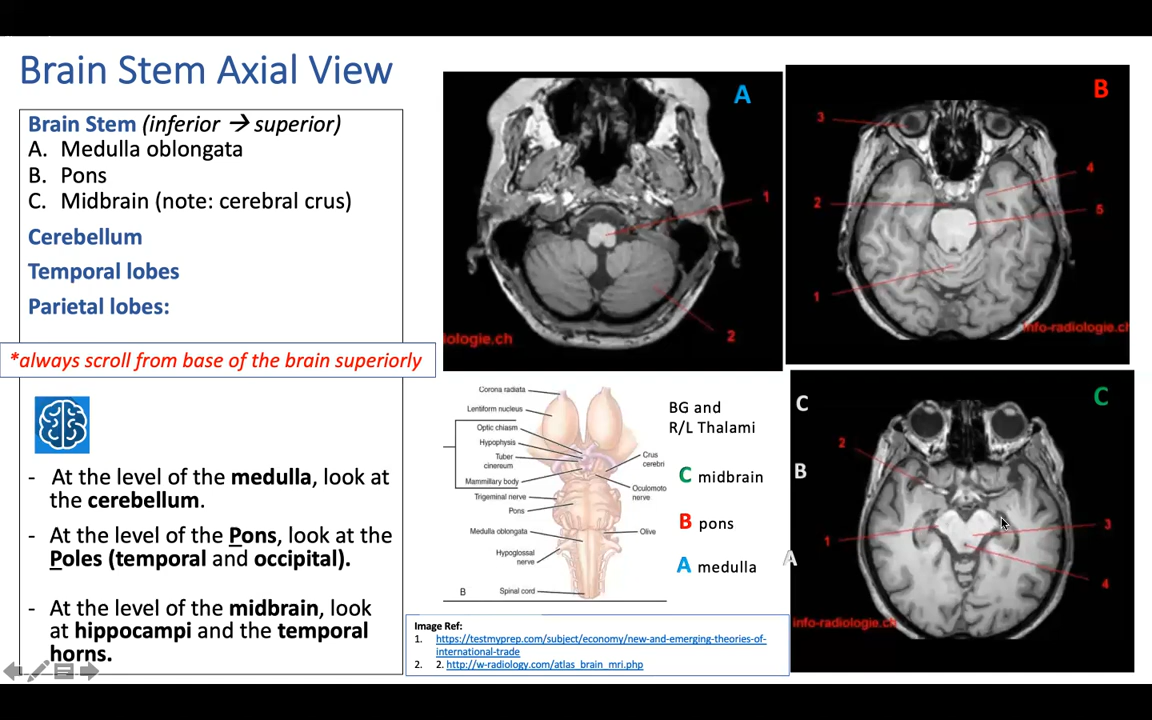 Brain Stem Axial View
Brain Stem (inferior → superior)
A. Medulla oblongata
B. Pons
C. Midbrain (note: cerebral crus)
Cerebellum
Temporal lobes
Parietal lobes:
*always scroll from base of the brain superiorly
- At the level of the medulla, look at
the cerebellum.
- At the level of the Pons, look at the
Poles (temporal and occipital).
- At the level of the midbrain, look
at hippocampi and the temporal
horns.
A
1
2
iologie.ch
B
3
4
2
5
1
info-radiologie.ch
Corona radiata
Lentiform nucleus
Optic chiasm
Hypophysis
Tuber
cinereum
Mammillary body
Trigeminal nerve
Pons
Medulla oblongata
Hypoglossal
nerve
B
Spinal cord
Crus
cerebri
Oculomotor
nerve
Olive
BG and
R/L Thalami
C midbrain
B pons
A medulla
C
B
A
C
2
1
3
4
info-radiologie.ch
Image Ref:
1. https://testmyprep.com/subject/economy/new-and-emerging-theories-of-
international-trade
2. 2. http://w-radiology.com/atlas_brain_mri.php